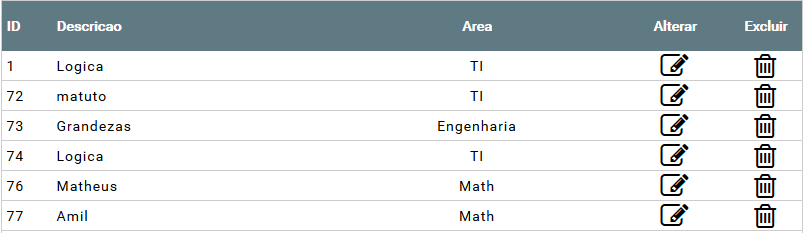 ID Descricao Area Alterar Excluir
1 Logica TI
72 matuto TI
73 Grandezas Engenharia
74 Logica TI
76 Matheus Math
77 Amil Math